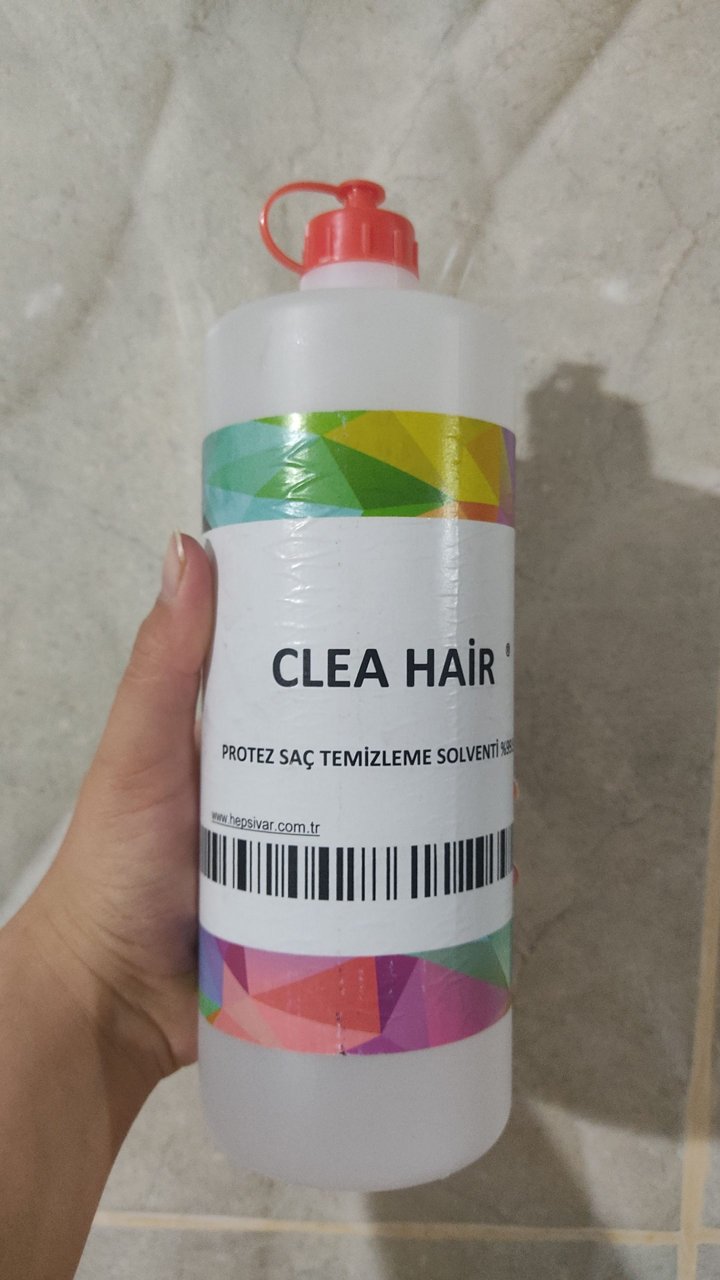 CLEA HAİR ®
PROTEZ SAÇ TEMİZLEME SOLVENTİ
www.hepsivar.com.tr